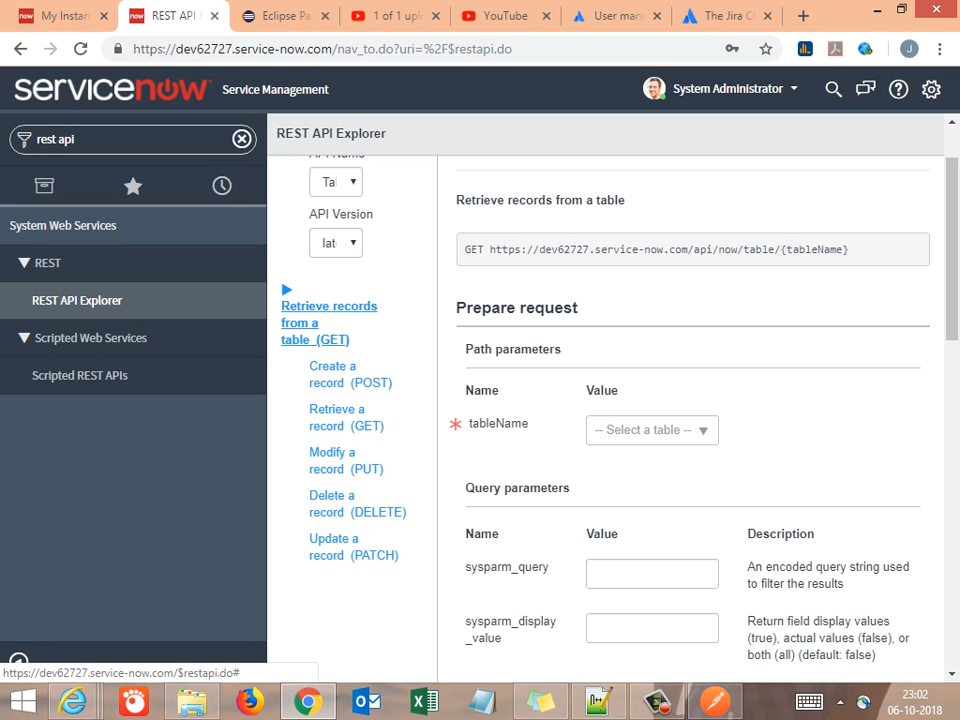 My Instan
REST API E
Eclipse Pa
1 of 1 upl
YouTube
User man
The Jira C
https://dev62727.service-now.com/nav_to.do?uri=%2F$restapi.do
J
servicenow
Service Management
System Administrator
rest api
REST API Explorer
System Web Services
REST
REST API Explorer
Scripted Web Services
Scripted REST APIs
API Name
Tal
API Version
lat
Retrieve records
from a
table (GET)
Create a
record (POST)
Retrieve a
record (GET)
Modify a
record (PUT)
Delete a
record (DELETE)
Update a
record (PATCH)
Retrieve records from a table
GET https://dev62727.service-now.com/api/now/table/{tableName}
Prepare request
Path parameters
Name Value
* tableName
-- Select a table --
Query parameters
Name Value Description
sysparm_query
An encoded query string used
to filter the results
sysparm_display
_value
Return field display values
(true), actual values (false), or
both (all) (default: false)
https://dev62727.service-now.com/$restapi.do#
23:02
06-10-2018